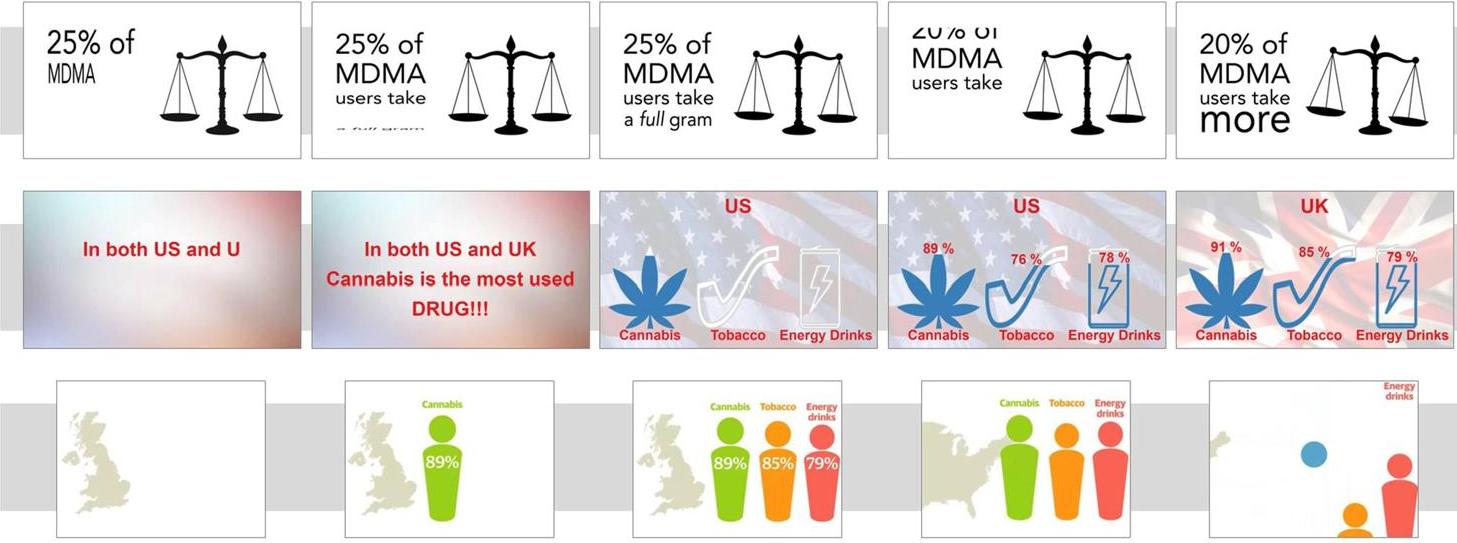 25% of
MDMA
25% of
MDMA
users take
a full gram
25% of
MDMA
users take
a full gram
20% of
MDMA
users take
20% of
MDMA
users take
more
In both US and U
In both US and UK
Cannabis is the most used
DRUG!!!
US
Cannabis Tobacco Energy Drinks
US
89 % 76 % 78 %
Cannabis Tobacco Energy Drinks
UK
91 % 85 % 79 %
Cannabis Tobacco Energy Drinks
Cannabis
89%
Cannabis Tobacco Energy
drinks
89% 85% 79%
Cannabis Tobacco Energy
drinks
Energy
drinks